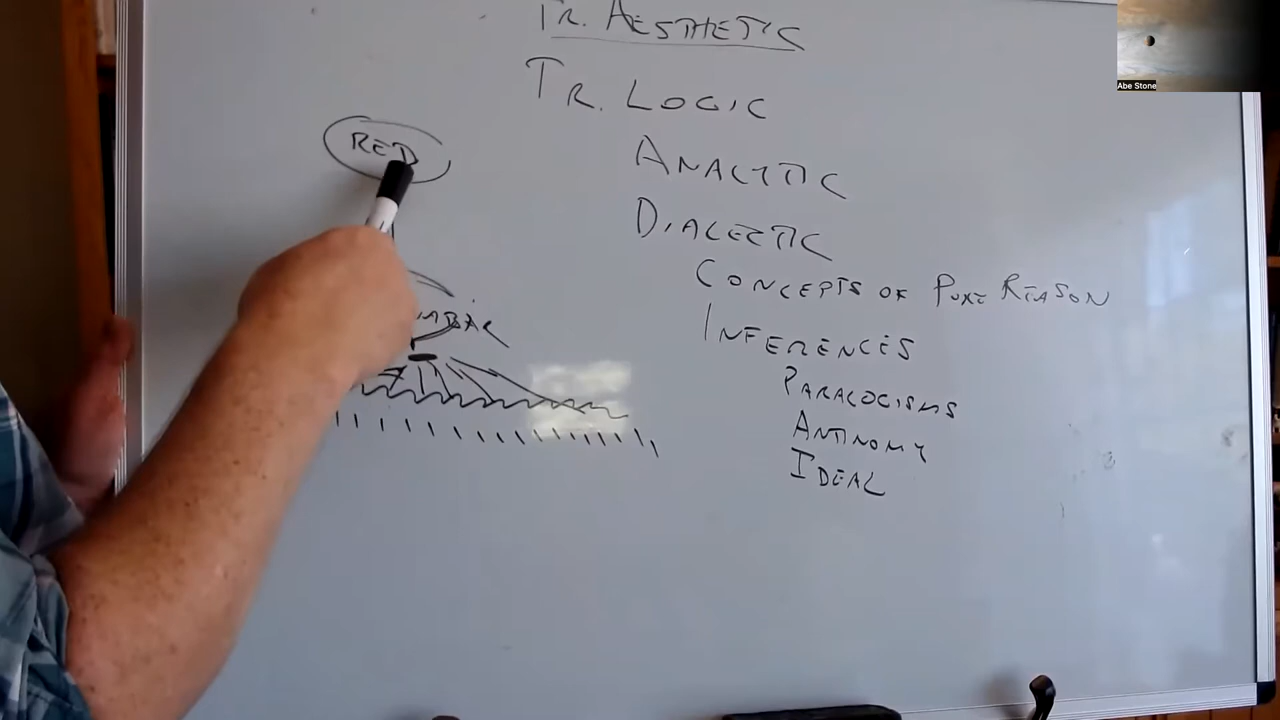 TR. AESTHETIC
TR. LOGIC
ANALYTIC
DIALECTIC
CONCEPTS OF PURE REASON
INFERENCES
PARALOGISMS
ANTINOMY
IDEAL
RED
Abe Stone